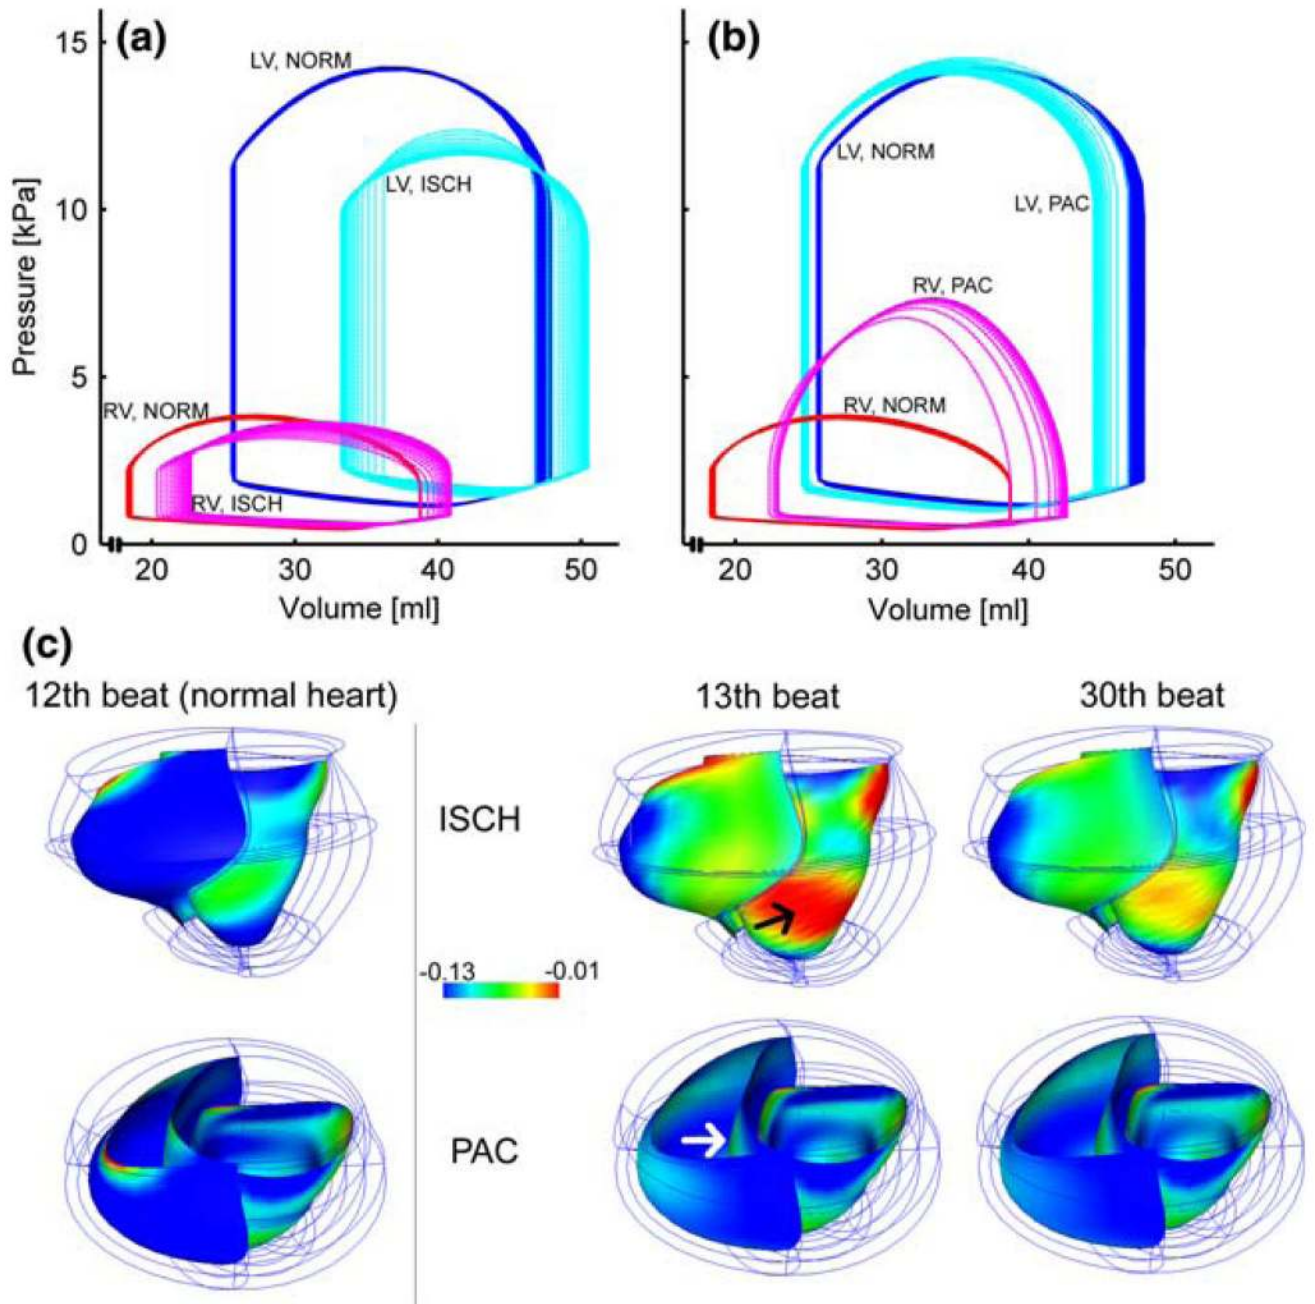 (a)
(b)
15
10
5
0
Pressure [kPa]
LV, NORM
LV, ISCH
RV, NORM
RV, ISCH
20 30 40 50
Volume [ml]
LV, NORM
LV, PAC
RV, PAC
RV, NORM
20 30 40 50
Volume [ml]
(c)
12th beat (normal heart)
13th beat
30th beat
ISCH
-0.13
-0.01
PAC